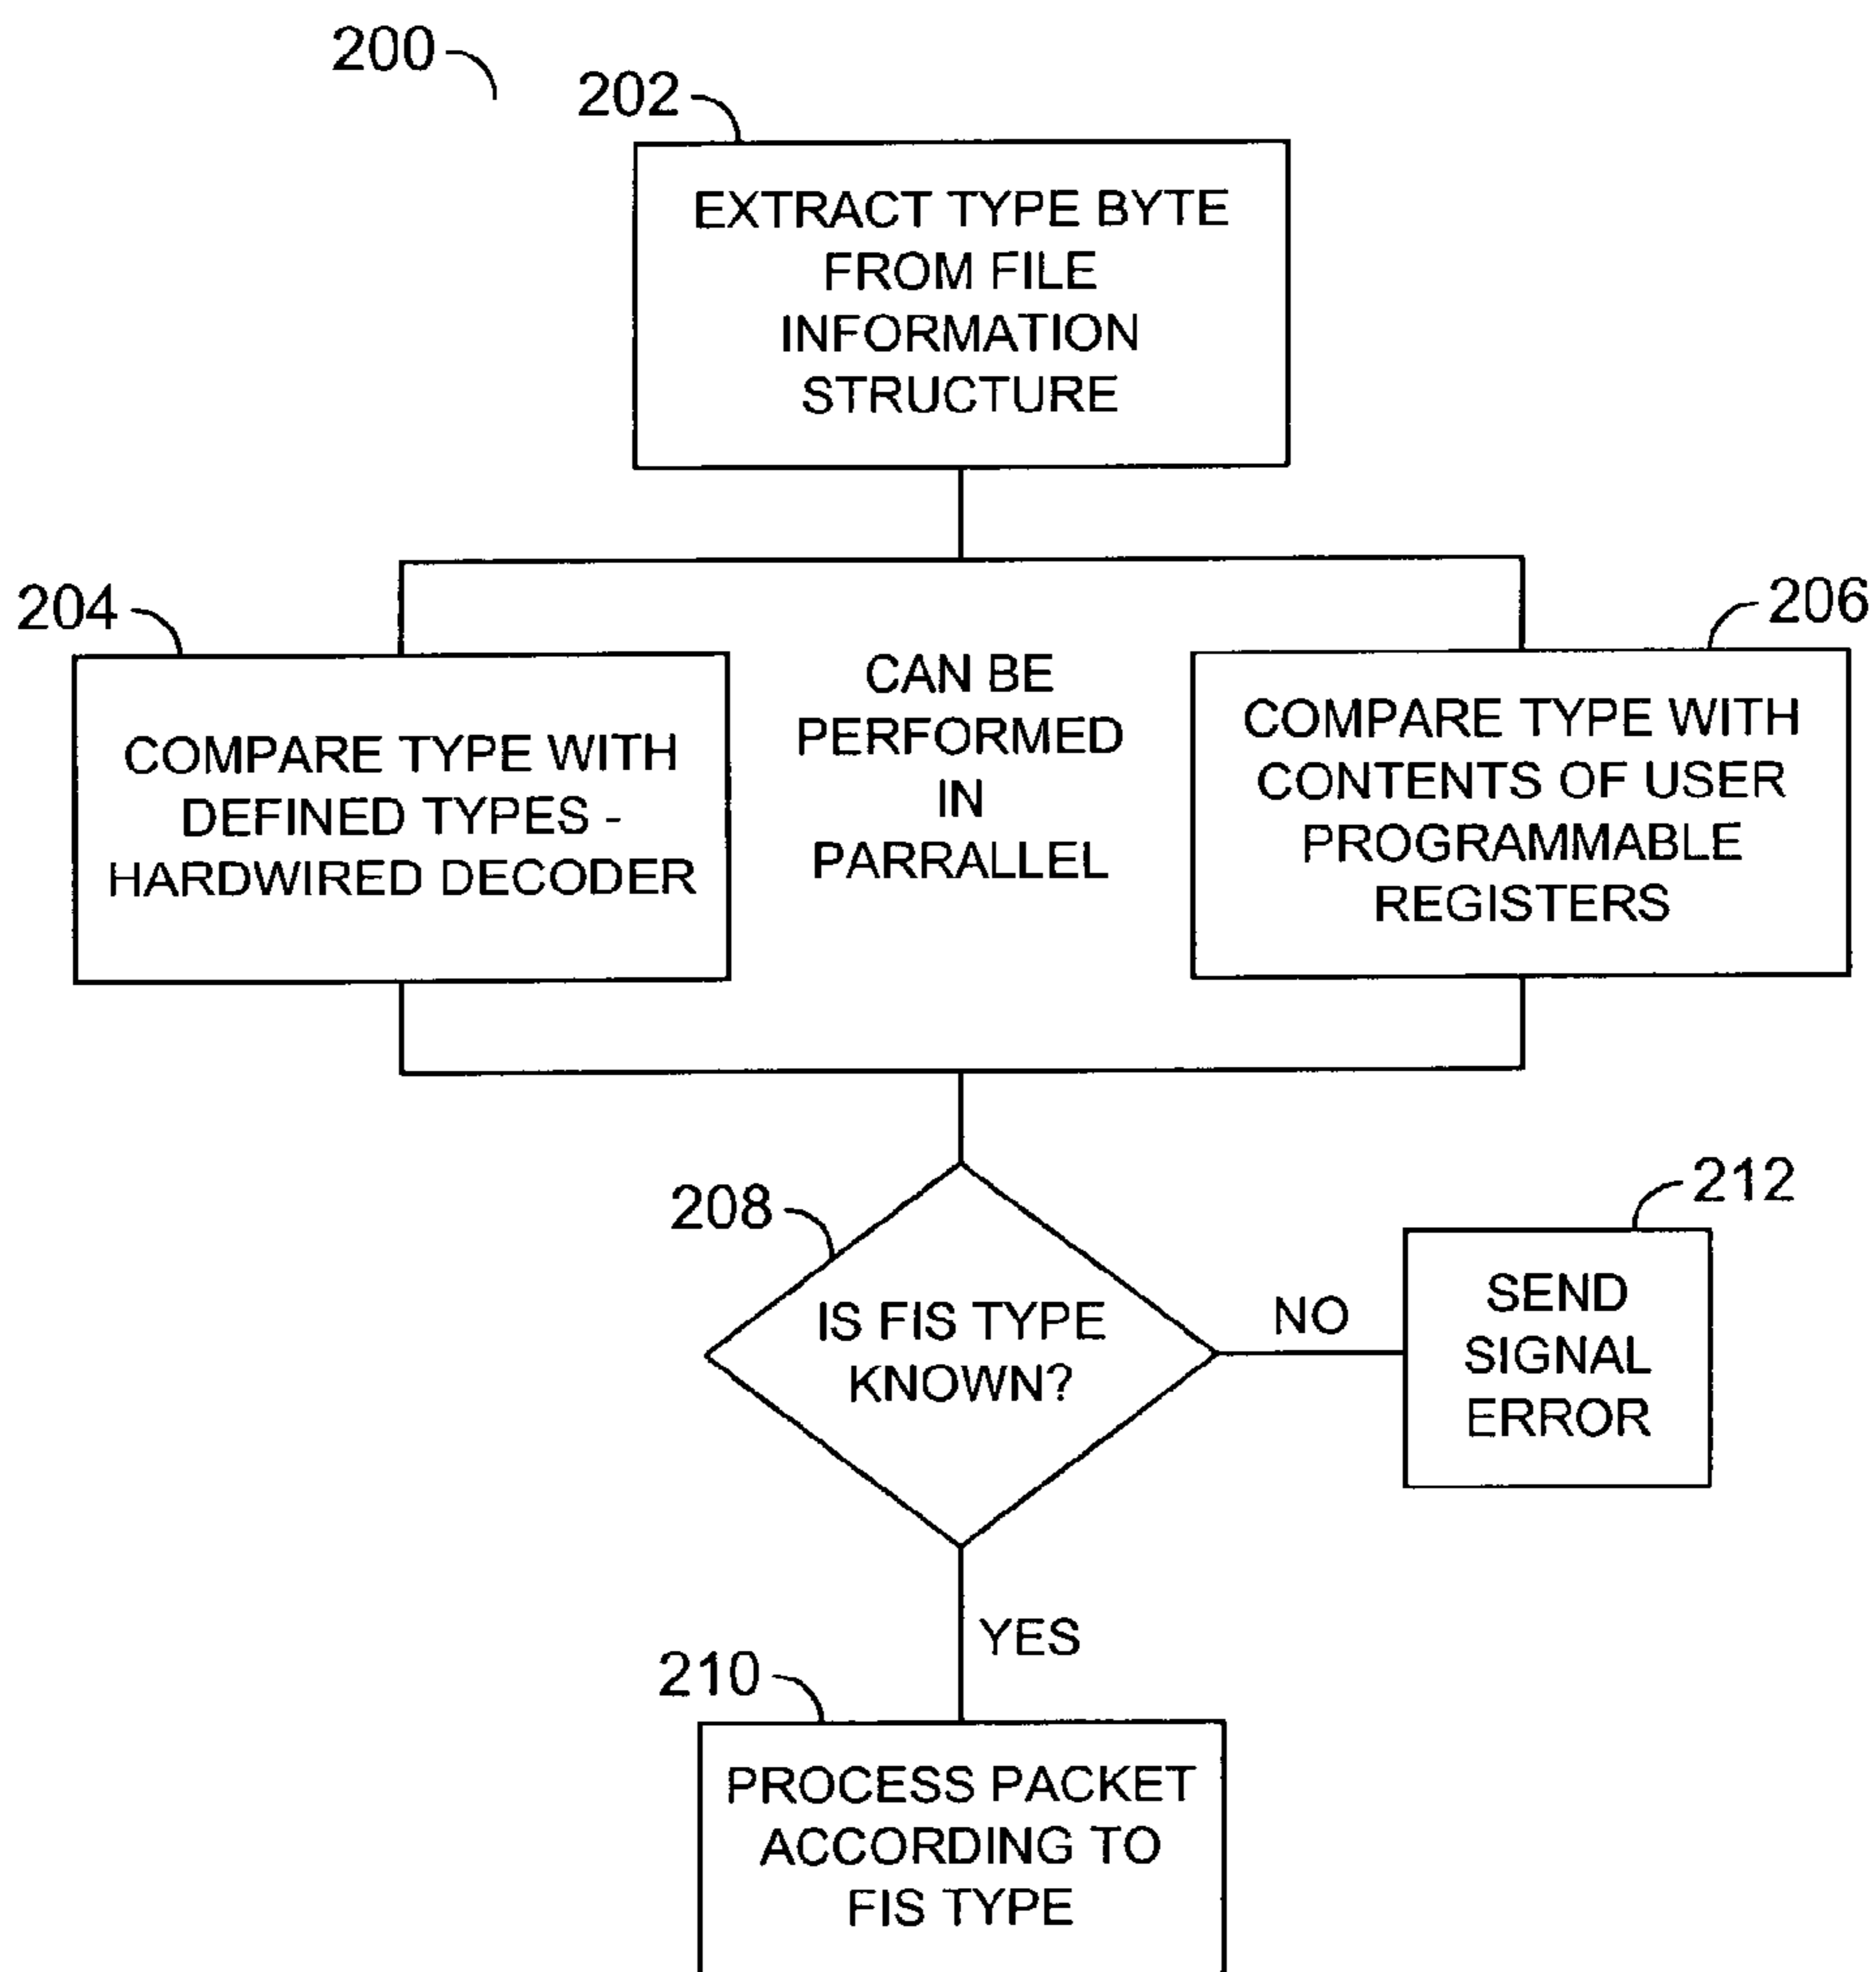 200
202
EXTRACT TYPE BYTE
FROM FILE
INFORMATION
STRUCTURE
204
206
COMPARE TYPE WITH
DEFINED TYPES -
HARDWIRED DECODER
CAN BE
PERFORMED
IN
PARRALLEL
COMPARE TYPE WITH
CONTENTS OF USER
PROGRAMMABLE
REGISTERS
208
IS FIS TYPE
KNOWN?
NO
212
SEND
SIGNAL
ERROR
YES
210
PROCESS PACKET
ACCORDING TO
FIS TYPE